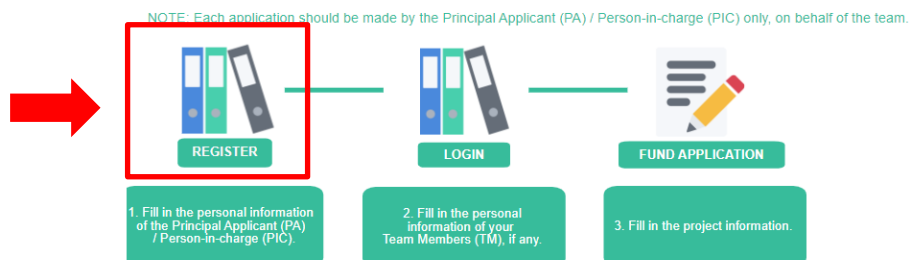 NOTE: Each application should be made by the Principal Applicant (PA) / Person-in-charge (PIC) only, on behalf of the team.
REGISTER
LOGIN
FUND APPLICATION
1. Fill in the personal information
of the Principal Applicant (PA)
/ Person-in-charge (PIC).
2. Fill in the personal
information of your
Team Members (TM), if any.
3. Fill in the project information.